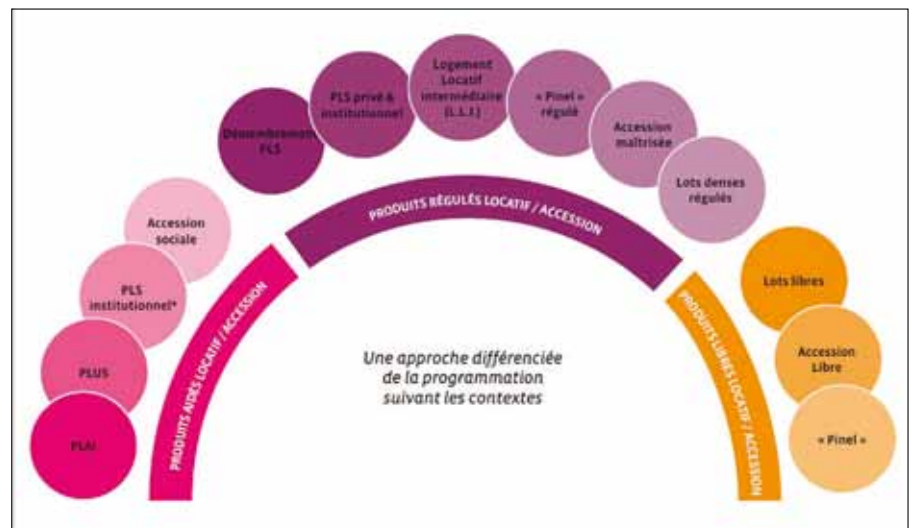 PLAI
PLUS
PLS
institutionnel*
Accession
sociale
Démembrement
PLS
PLS privé &
institutionnel
Logement
Locatif
intermédiaire
(L.L.I.)
« Pinel »
régulé
Accession
maîtrisée
Lots denses
régulés
Lots libres
Accession
Libre
« Pinel »
PRODUITS AIDÉS LOCATIF / ACCESSION
PRODUITS RÉGULÉS LOCATIF / ACCESSION
PRODUITS LIBRES LOCATIF / ACCESSION
Une approche différenciée
de la programmation
suivant les contextes